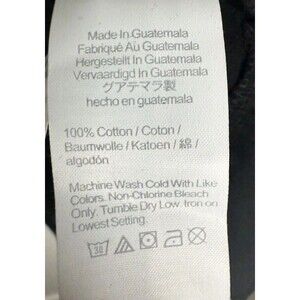 Made In Guatemala
Fabriqué Au Guatemala
Hergestellt In Guatemala
Vervaardigd In Guatemala
グアテマラ製
hecho en guatemala
100% Cotton / Coton /
Baumwolle / Katoen / 綿 /
algodón
Machine Wash Cold With Like
Colors. Non-Chlorine Bleach
Only. Tumble Dry Low. Iron on
Lowest Setting.
30